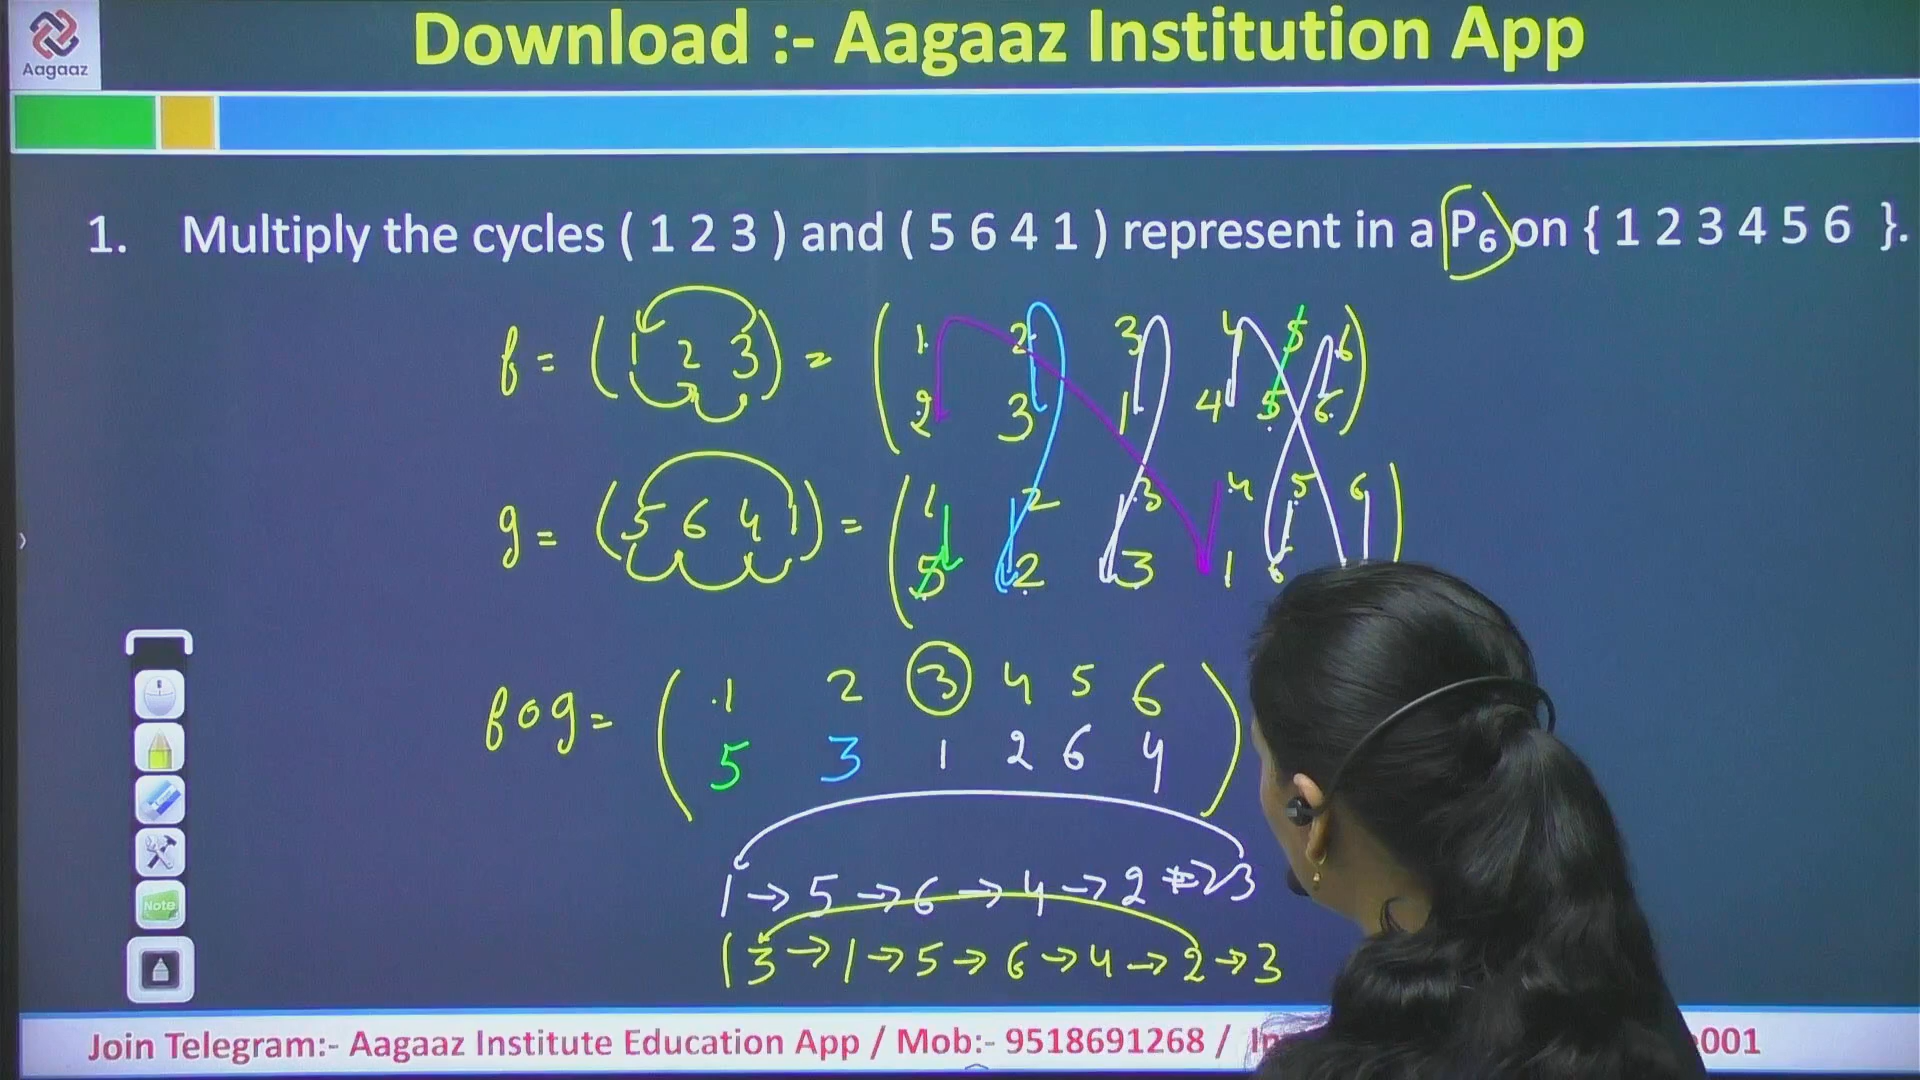 Aagaaz
Download :- Aagaaz Institution App
1. Multiply the cycles ( 1 2 3 ) and ( 5 6 4 1 ) represent in a P₆ on { 1 2 3 4 5 6 }.
f = ( 1 2 3 ) = ( 1 2 3 4 5 6 )
2 3 1 4 5 6
g = ( 5 6 4 1 ) = ( 1 2 3 4 5 6 )
5 2 3 1 6
fog = ( 1 2 3 4 5 6 )
5 3 1 2 6 4
1 → 5 → 6 → 4 → 2 → 3
( 3 → 1 → 5 → 6 → 4 → 2 → 3
Note
Join Telegram:- Aagaaz Institute Education App / Mob:- 9518691268 / 001